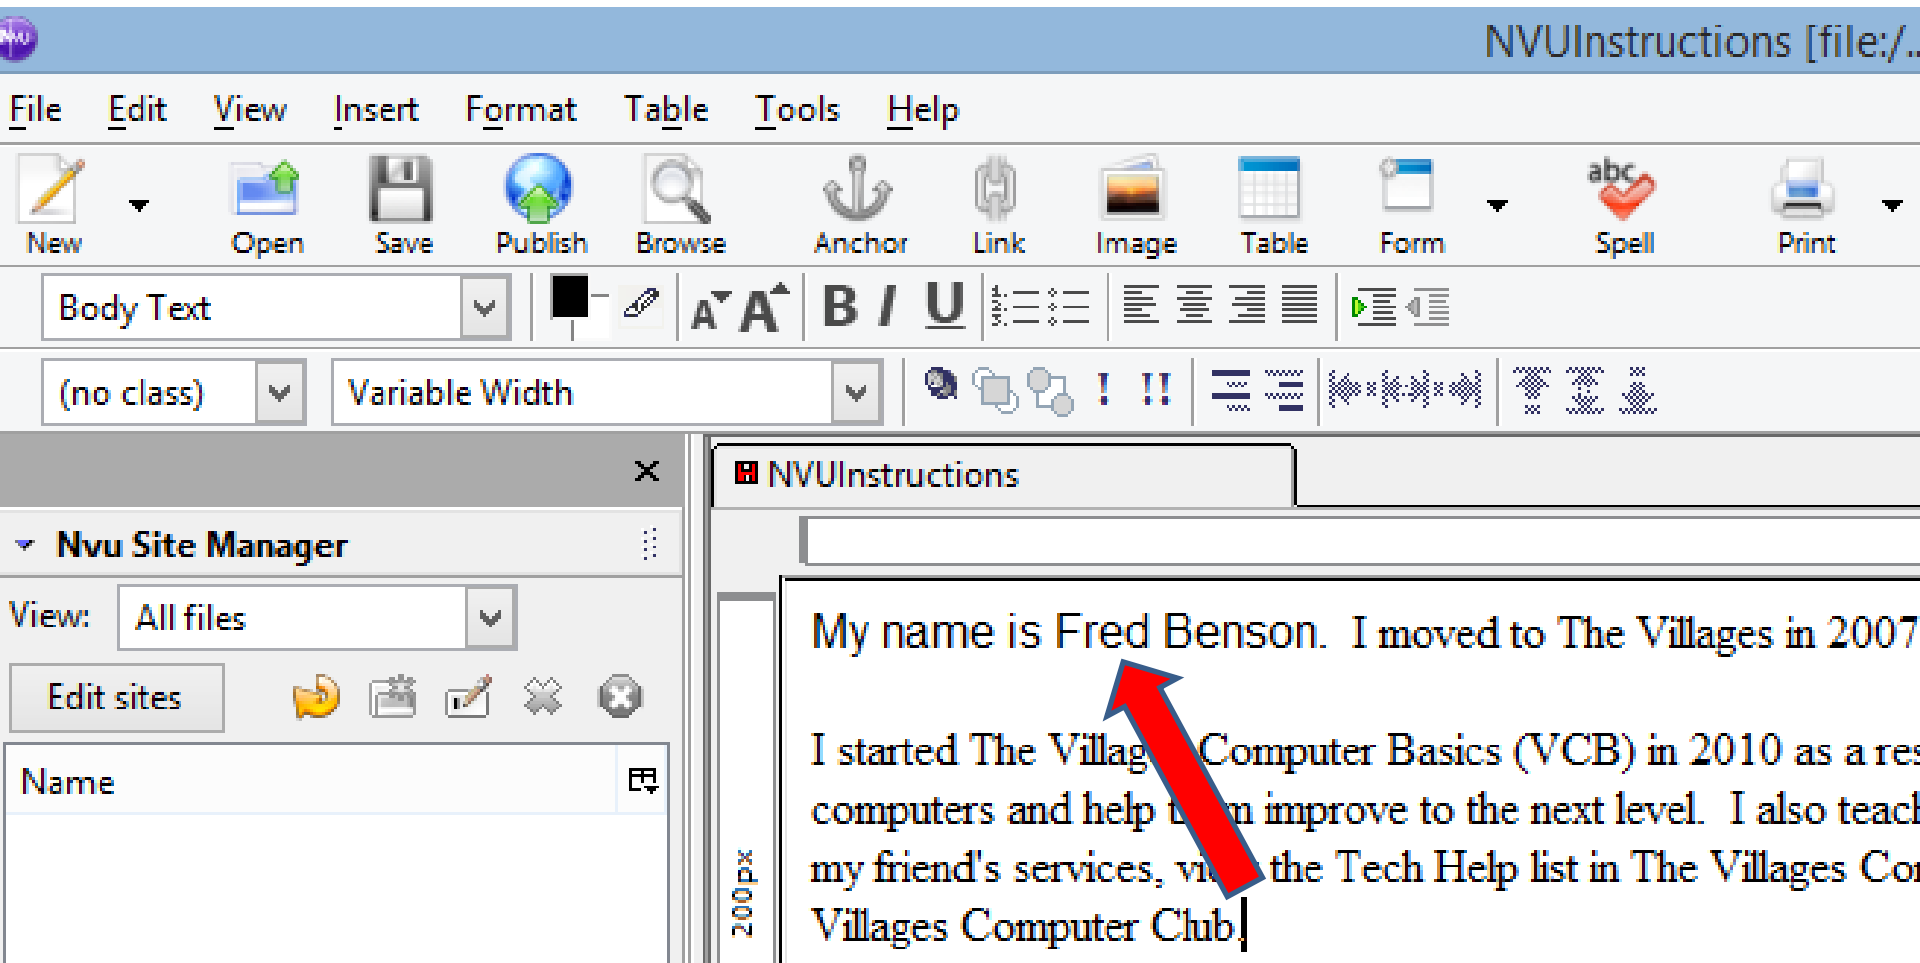 Nvu
NVUInstructions [file:/..
File Edit View Insert Format Table Tools Help
abc
New Open Save Publish Browse Anchor Link Image Table Form Spell Print
Body Text A A B I U
(no class) Variable Width ! !!
NVUInstructions
Nvu Site Manager
View: All files
My name is Fred Benson. I moved to The Villages in 2007
Edit sites
I started The Computer Basics (VCB) in 2010 as a res
Name
computers and help improve to the next level. I also teach
my friend's services, the Tech Help list in The Villages Co
200px
Villages Computer Club.